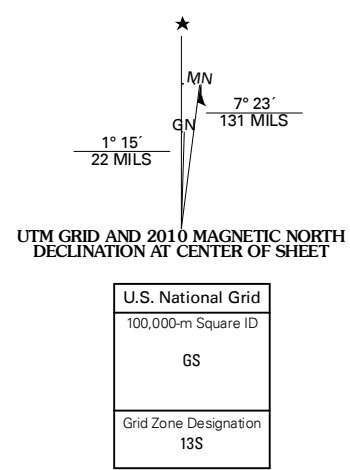 ★
MN
7° 23´
131 MILS
GN
1° 15´
22 MILS
UTM GRID AND 2010 MAGNETIC NORTH
DECLINATION AT CENTER OF SHEET
U.S. National Grid
100,000-m Square ID
GS
Grid Zone Designation
13S